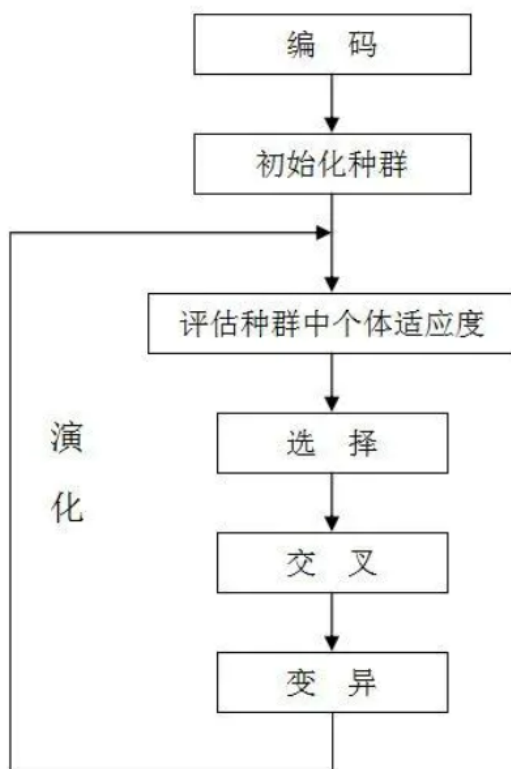 编 码
初始化种群
评估种群中个体适应度
选 择
交 叉
变 异
演
化